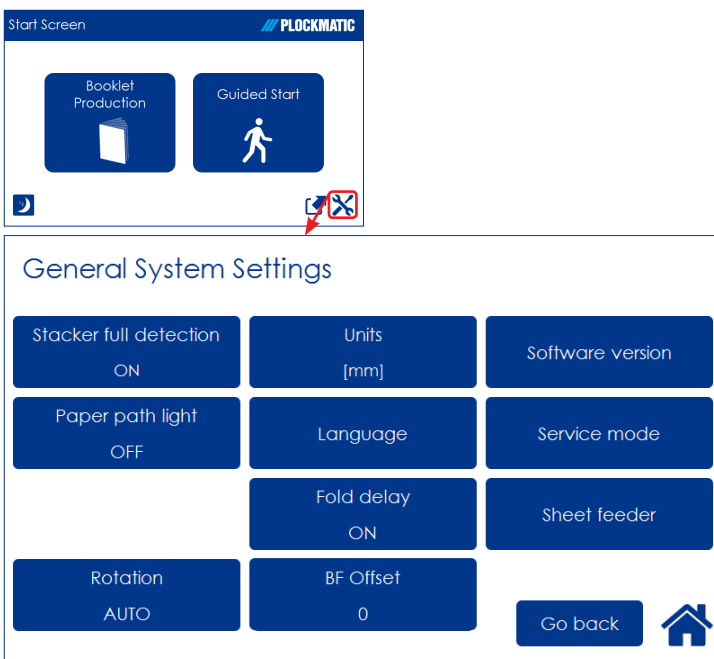 Start Screen
PLOCKMATIC
Booklet
Production
Guided Start
General System Settings
Stacker full detection
ON
Units
[mm]
Software version
Paper path light
OFF
Language
Service mode
Fold delay
ON
Sheet feeder
Rotation
AUTO
BF Offset
0
Go back